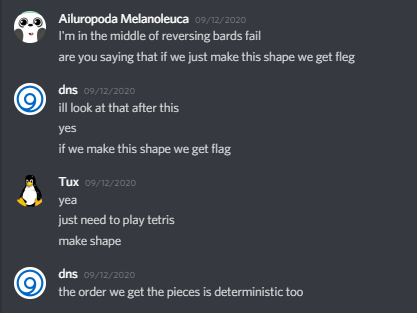 Ailuropoda Melanoleuca 09/12/2020
I'm in the middle of reversing bards fail
are you saying that if we just make this shape we get fleg
dns 09/12/2020
ill look at that after this
yes
if we make this shape we get flag
Tux 09/12/2020
yea
just need to play tetris
make shape
dns 09/12/2020
the order we get the pieces is deterministic too